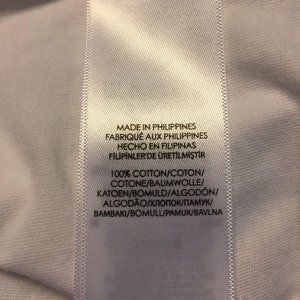 MADE IN PHILIPPINES
FABRIQUÉ AUX PHILIPPINES
HECHO EN FILIPINAS
FİLİPİNLER'DE ÜRETİLMİŞTİR
100% COTTON/COTON/
COTONE/BAUMWOLLE/
KATOEN/BOMULD/ALGODÓN/
ALGODÃO/ХЛОПОК/ПАМУК/
BAMBAKI/BOMULL/PAMUK/BAVLNA